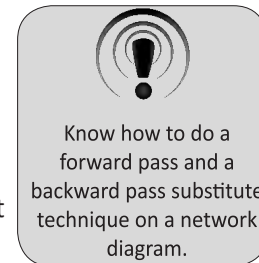 Know how to do a
forward pass and a
backward pass substitute
technique on a network
diagram.